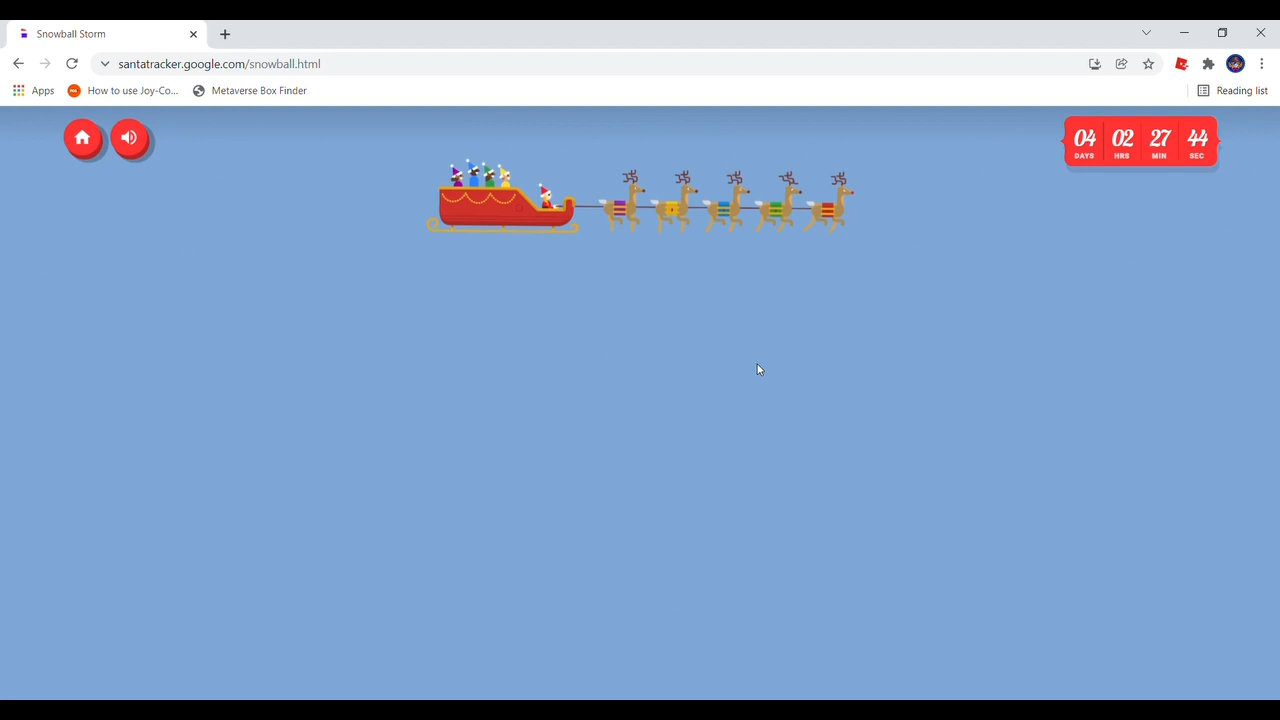 Snowball Storm
santatracker.google.com/snowball.html
Apps
How to use Joy-Co...
Metaverse Box Finder
Reading list
04 02 27 44
DAYS HRS MIN SEC